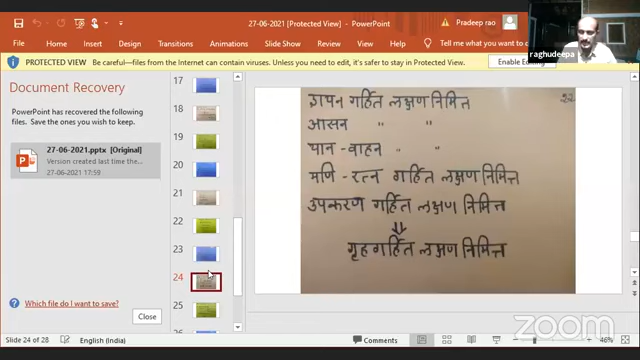 27-06-2021 [Protected View] - PowerPoint
Pradeep rao
raghudeepa
File Home Insert Design Transitions Animations Slide Show Review View Help Tell me what you want
PROTECTED VIEW Be careful—files from the Internet can contain viruses. Unless you need to edit, it's safer to stay in Protected View. Enable Editing
Document Recovery
PowerPoint has recovered the following files. Save the ones you wish to keep.
27-06-2021.pptx [Original]
Version created last time the...
27-06-2021 17:59
Which file do I want to save?
Close
17
18
19
20
21
22
23
24
25
गर्हित लक्षण निमित्त
आसन " "
यान - वाहन " "
मणि - रत्न गर्हित लक्षण निमित्त
उपकरण गर्हित लक्षण निमित्त
⇓
गृह गर्हित लक्षण निमित्त
Slide 24 of 28 English (India)
Comments
46%
zoom